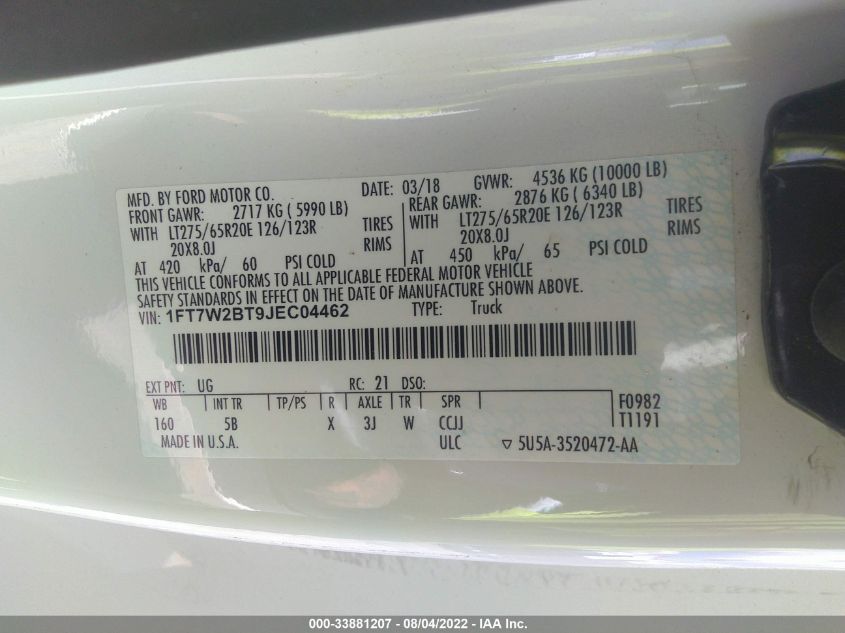 MFD. BY FORD MOTOR CO. DATE: 03/18 GVWR: 4536 KG (10000 LB)
FRONT GAWR: 2717 KG ( 5990 LB) REAR GAWR: 2876 KG ( 6340 LB)
WITH LT275/65R20E 126/123R TIRES WITH LT275/65R20E 126/123R TIRES
20X8.0J RIMS 20X8.0J RIMS
AT 420 kPa/ 60 PSI COLD AT 450 kPa/ 65 PSI COLD
THIS VEHICLE CONFORMS TO ALL APPLICABLE FEDERAL MOTOR VEHICLE
SAFETY STANDARDS IN EFFECT ON THE DATE OF MANUFACTURE SHOWN ABOVE.
VIN: 1FT7W2BT9JEC04462 TYPE: Truck
EXT PNT: UG RC: 21 DSO:
WB INT TR TP/PS R AXLE TR SPR F0982
160 5B X 3J W CCJJ T1191
MADE IN U.S.A. ULC ▽ 5U5A-3520472-AA
000-33881207 - 08/04/2022 - IAA Inc.